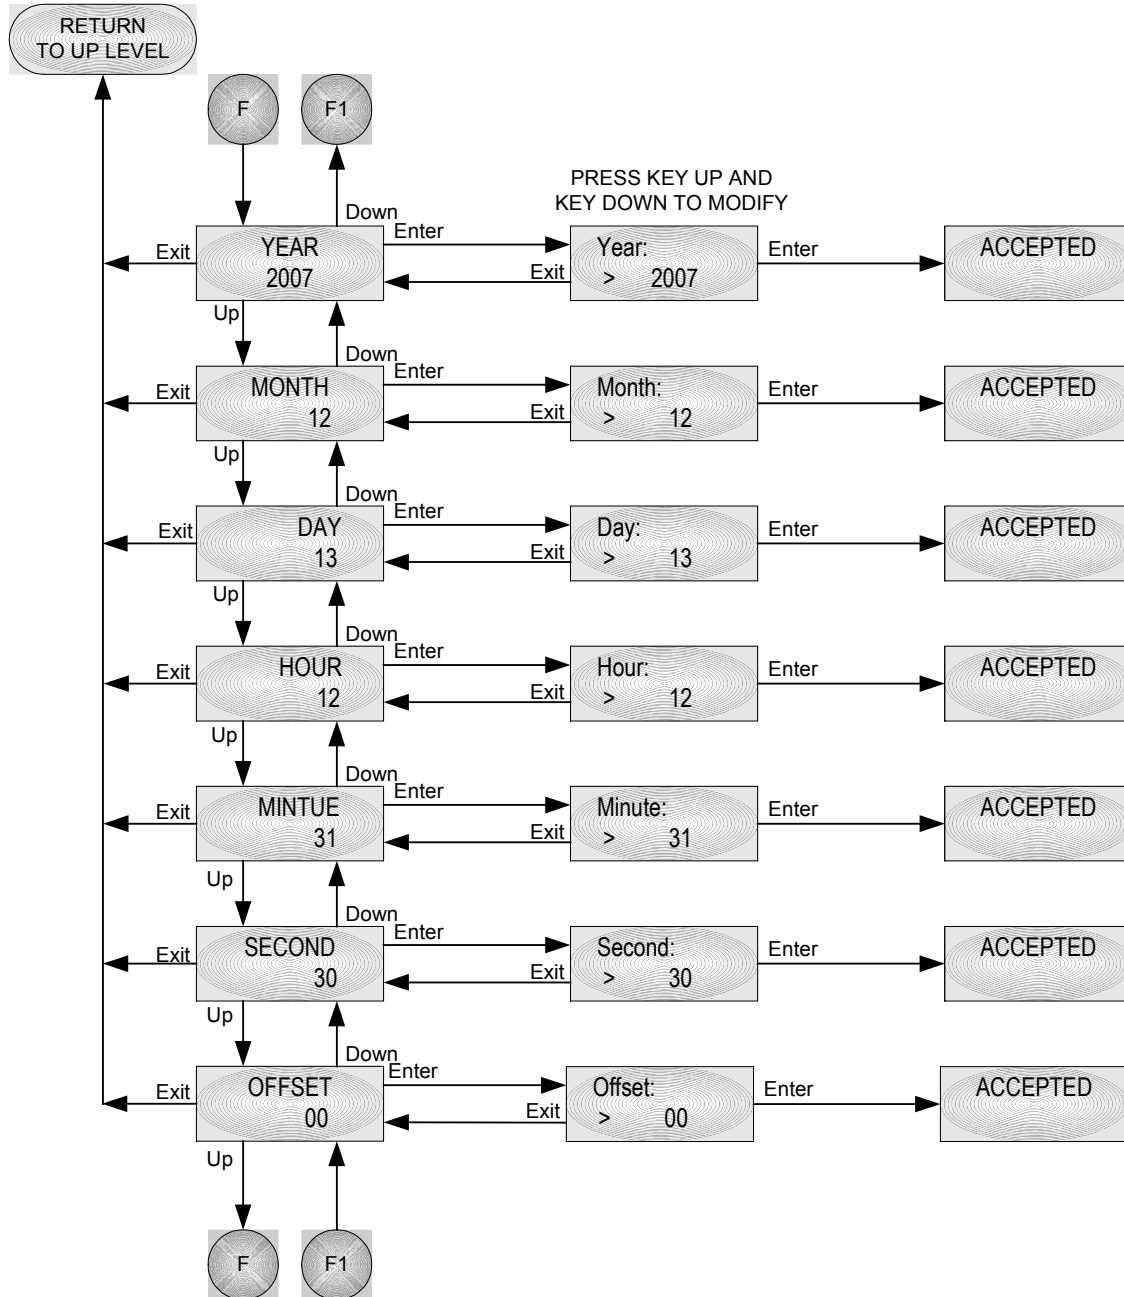 RETURN
TO UP LEVEL
F
F1
PRESS KEY UP AND
KEY DOWN TO MODIFY
Down
Exit
YEAR
2007
Enter
Exit
Year:
> 2007
Enter
ACCEPTED
Up
Down
Exit
MONTH
12
Enter
Exit
Month:
> 12
Enter
ACCEPTED
Up
Down
Exit
DAY
13
Enter
Exit
Day:
> 13
Enter
ACCEPTED
Up
Down
Exit
HOUR
12
Enter
Exit
Hour:
> 12
Enter
ACCEPTED
Up
Down
Exit
MINTUE
31
Enter
Exit
Minute:
> 31
Enter
ACCEPTED
Up
Down
Exit
SECOND
30
Enter
Exit
Second:
> 30
Enter
ACCEPTED
Up
Down
Exit
OFFSET
00
Enter
Exit
Offset:
> 00
Enter
ACCEPTED
Up
F
F1